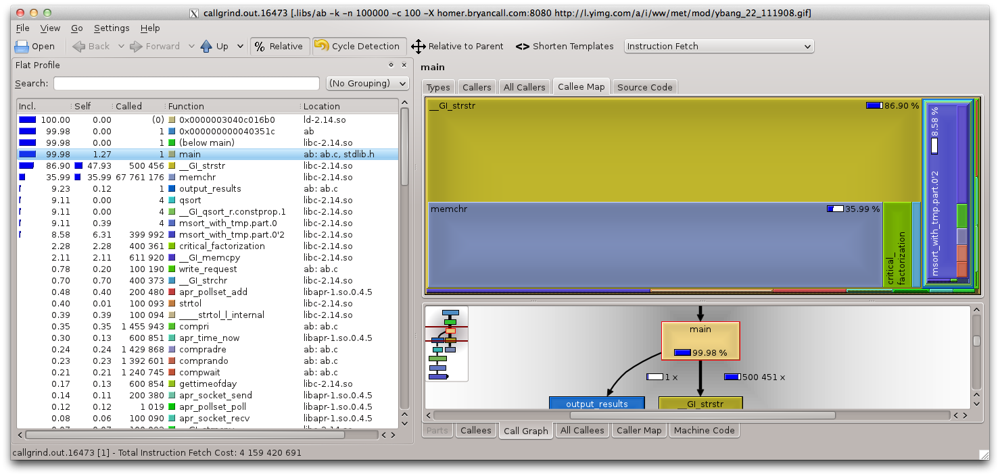 callgrind.out.16473 [.libs/ab -k -n 100000 -c 100 -X homer.bryancall.com:8080 http://l.yimg.com/a/i/ww/met/mod/ybang_22_111908.gif]
File View Go Settings Help
Open Back Forward Up % Relative Cycle Detection Relative to Parent <> Shorten Templates Instruction Fetch
Flat Profile
Search: (No Grouping)
Incl. Self Called Function Location
100.00 0.00 (0) 0x0000003040c016b0 ld-2.14.so
99.98 0.00 1 0x000000000040351c ab
99.98 0.00 1 (below main) libc-2.14.so
99.98 1.27 1 main ab: ab.c, stdlib.h
86.90 47.93 500 456 __GI_strstr libc-2.14.so
35.99 35.99 67 761 176 memchr libc-2.14.so
9.23 0.12 1 output_results ab: ab.c
9.11 0.00 4 qsort libc-2.14.so
9.11 0.00 4 __GI_qsort_r.constprop.1 libc-2.14.so
9.11 0.39 4 msort_with_tmp.part.0 libc-2.14.so
8.58 6.31 399 992 msort_with_tmp.part.0'2 libc-2.14.so
2.28 2.28 400 361 critical_factorization libc-2.14.so
2.11 2.11 611 920 __GI_memcpy libc-2.14.so
0.78 0.20 100 190 write_request ab: ab.c
0.70 0.70 400 373 __GI_strchr libc-2.14.so
0.48 0.40 200 480 apr_pollset_add libapr-1.so.0.4.5
0.40 0.01 100 093 strtol libc-2.14.so
0.39 0.39 100 094 ____strtol_l_internal libc-2.14.so
0.35 0.35 1 455 943 compri ab: ab.c
0.30 0.13 600 851 apr_time_now libapr-1.so.0.4.5
0.24 0.24 1 429 868 compradre ab: ab.c
0.23 0.23 1 392 601 comprando ab: ab.c
0.21 0.21 1 240 745 compwait ab: ab.c
0.17 0.13 600 854 gettimeofday libc-2.14.so
0.14 0.11 200 380 apr_socket_send libapr-1.so.0.4.5
0.12 0.12 1 019 apr_pollset_poll libapr-1.so.0.4.5
0.08 0.06 100 090 apr_socket_recv libapr-1.so.0.4.5
callgrind.out.16473 [1] - Total Instruction Fetch Cost: 4 159 420 691
main
Types Callers All Callers Callee Map Source Code
__GI_strstr 86.90 %
memchr 35.99 %
critical_
factorization
msort_with_tmp.part.0'2 8.58 %
main
99.98 %
1 x 500 451 x
output_results __GI_strstr
Parts Callees Call Graph All Callees Caller Map Machine Code